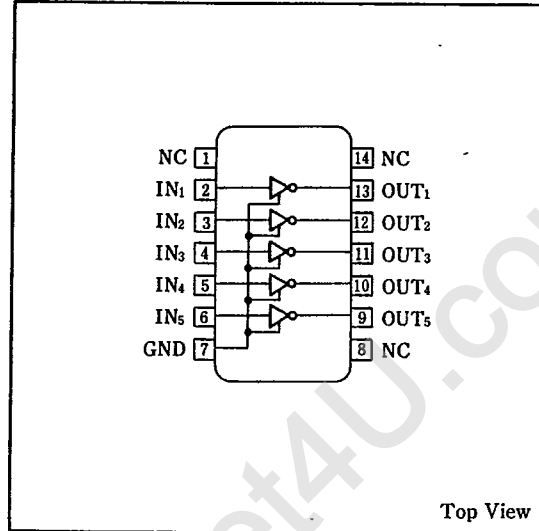 NC 1 14 NC
IN₁ 2 13 OUT₁
IN₂ 3 12 OUT₂
IN₃ 4 11 OUT₃
IN₄ 5 10 OUT₄
IN₅ 6 9 OUT₅
GND 7 8 NC
Top View